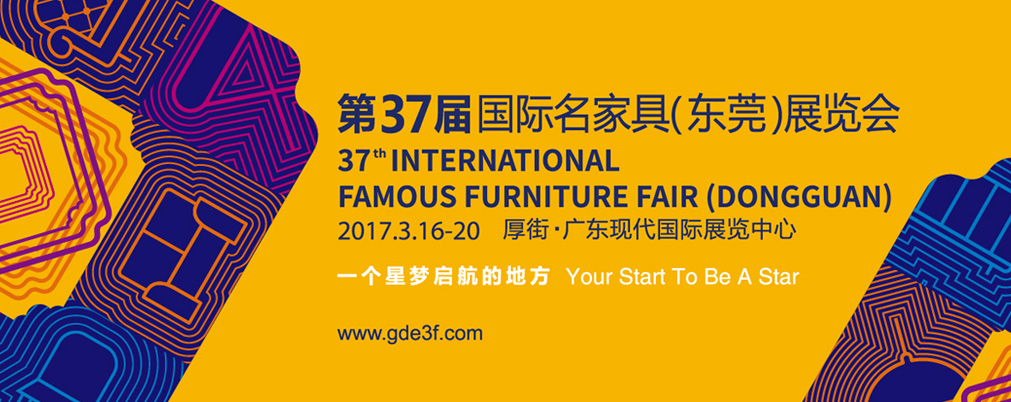 第37届国际名家具(东莞)展览会
37th INTERNATIONAL
FAMOUS FURNITURE FAIR (DONGGUAN)
2017.3.16-20 厚街·广东现代国际展览中心
一个星梦启航的地方 Your Start To Be A Star
www.gde3f.com